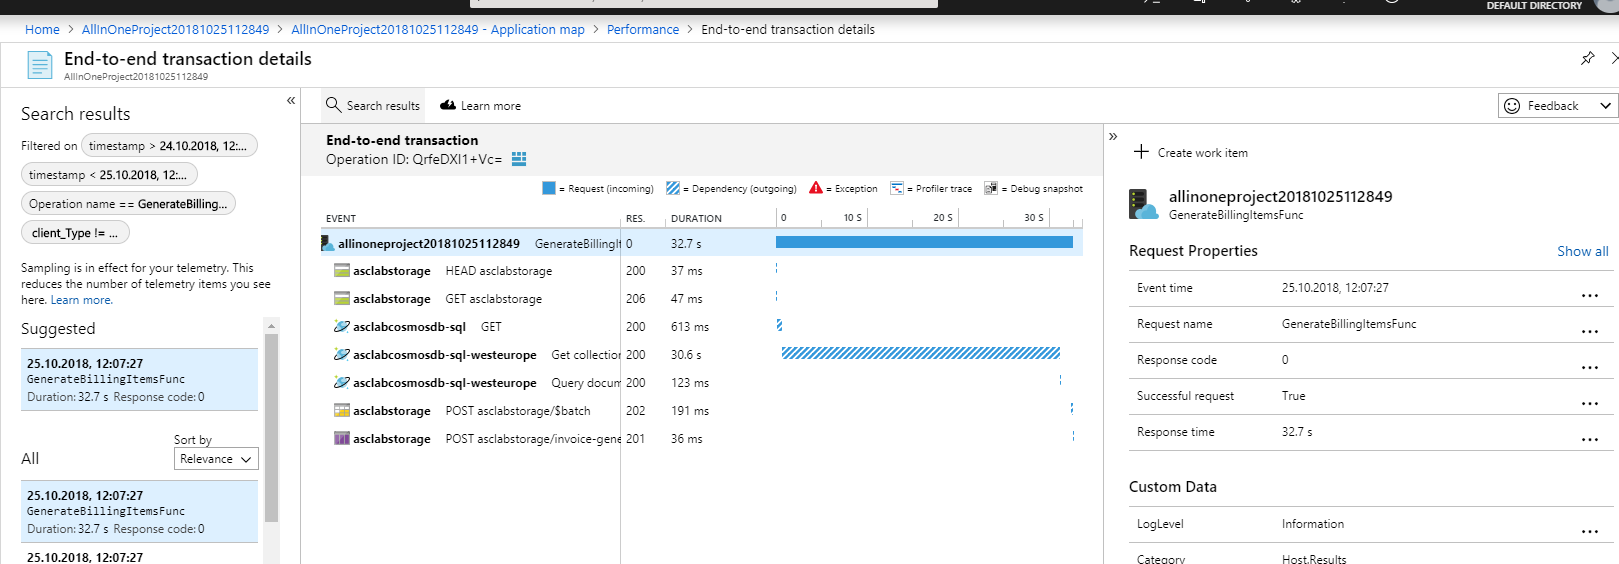 DEFAULT DIRECTORY
Home > AllInOneProject20181025112849 > AllInOneProject20181025112849 - Application map > Performance > End-to-end transaction details
End-to-end transaction details
AllInOneProject20181025112849
Search results
Filtered on timestamp > 24.10.2018, 12:...
timestamp < 25.10.2018, 12:...
Operation name == GenerateBilling...
client_Type != ...
Sampling is in effect for your telemetry. This
reduces the number of telemetry items you see
here. Learn more.
Suggested
25.10.2018, 12:07:27
GenerateBillingItemsFunc
Duration: 32.7 s Response code: 0
Sort by
All
Relevance
25.10.2018, 12:07:27
GenerateBillingItemsFunc
Duration: 32.7 s Response code: 0
25.10.2018, 12:07:27
Search results Learn more
Feedback
End-to-end transaction
Operation ID: QrfeDXI1+Vc=
= Request (incoming) = Dependency (outgoing) = Exception = Profiler trace = Debug snapshot
EVENT RES. DURATION 0 10 S 20 S 30 S
allinoneproject20181025112849 GenerateBillingI 0 32.7 s
asclabstorage HEAD asclabstorage 200 37 ms
asclabstorage GET asclabstorage 206 47 ms
asclabcosmosdb-sql GET 200 613 ms
asclabcosmosdb-sql-westeurope Get collection 200 30.6 s
asclabcosmosdb-sql-westeurope Query docum 200 123 ms
asclabstorage POST asclabstorage/$batch 202 191 ms
asclabstorage POST asclabstorage/invoice-gene 201 36 ms
Create work item
allinoneproject20181025112849
GenerateBillingItemsFunc
Request Properties Show all
Event time 25.10.2018, 12:07:27 ...
Request name GenerateBillingItemsFunc ...
Response code 0 ...
Successful request True ...
Response time 32.7 s ...
Custom Data
LogLevel Information ...
Category Host.Results